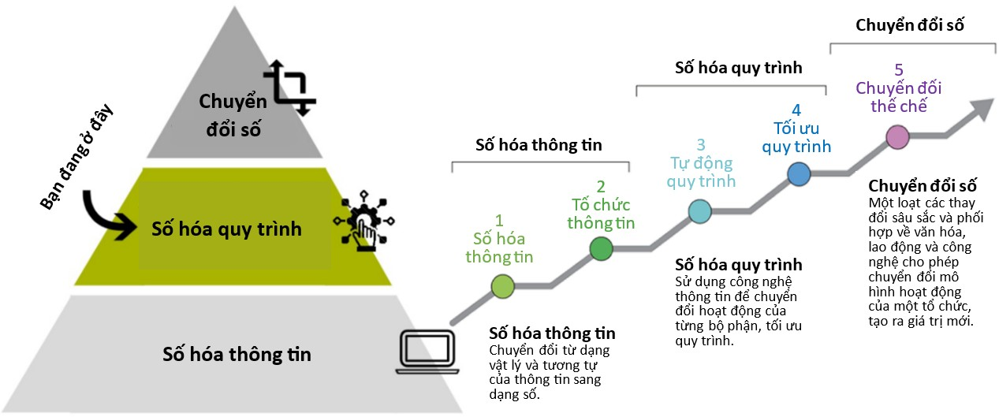 Chuyển
đổi số
Bạn đang ở đây
Số hóa quy trình
Số hóa thông tin
Số hóa thông tin
1
Số hóa
thông tin
2
Tổ chức
thông tin
Số hóa thông tin
Chuyển đổi từ dạng
vật lý và tương tự
của thông tin sang
dạng số.
Số hóa quy trình
3
Tự động
quy trình
4
Tối ưu
quy trình
Số hóa quy trình
Sử dụng công nghệ
thông tin để chuyển
đổi hoạt động của
từng bộ phận, tối ưu
quy trình.
Chuyển đổi số
5
Chuyển đổi
thể chế
Chuyển đổi số
Một loạt các thay
đổi sâu sắc và phối
hợp về văn hóa,
lao động và công
nghệ cho phép
chuyển đổi mô
hình hoạt động
của một tổ chức,
tạo ra giá trị mới.